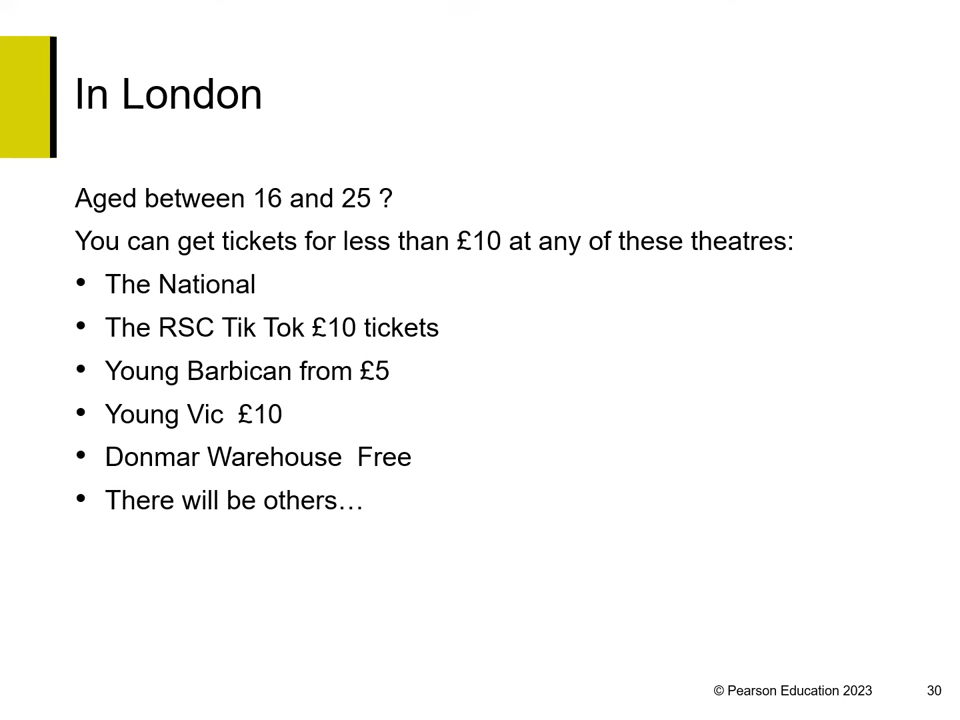 In London
Aged between 16 and 25 ?
You can get tickets for less than £10 at any of these theatres:
• The National
• The RSC Tik Tok £10 tickets
• Young Barbican from £5
• Young Vic  £10
• Donmar Warehouse  Free
• There will be others…
© Pearson Education 2023 30